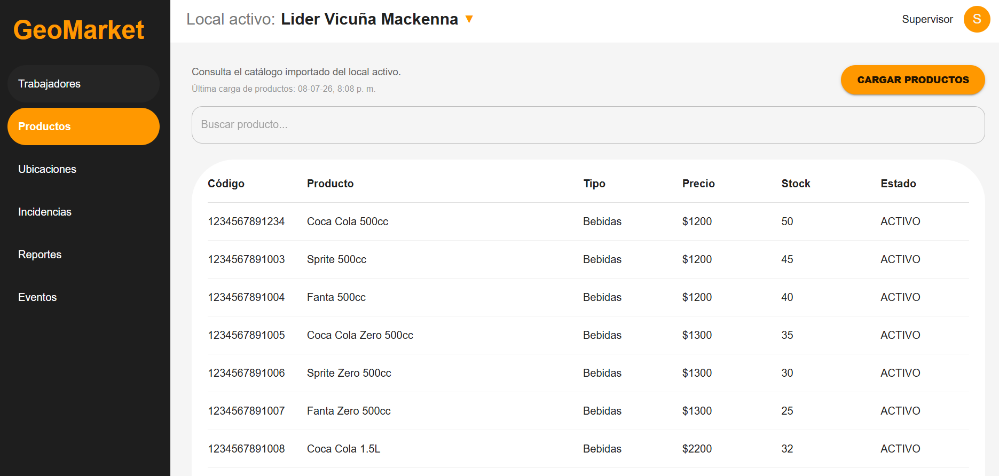 GeoMarket
Trabajadores
Productos
Ubicaciones
Incidencias
Reportes
Eventos
Local activo: Lider Vicuña Mackenna ▼
Supervisor S
Consulta el catálogo importado del local activo.
Última carga de productos: 08-07-26, 8:08 p. m.
CARGAR PRODUCTOS
Buscar producto...
Código Producto Tipo Precio Stock Estado
1234567891234 Coca Cola 500cc Bebidas $1200 50 ACTIVO
1234567891003 Sprite 500cc Bebidas $1200 45 ACTIVO
1234567891004 Fanta 500cc Bebidas $1200 40 ACTIVO
1234567891005 Coca Cola Zero 500cc Bebidas $1300 35 ACTIVO
1234567891006 Sprite Zero 500cc Bebidas $1300 30 ACTIVO
1234567891007 Fanta Zero 500cc Bebidas $1300 25 ACTIVO
1234567891008 Coca Cola 1.5L Bebidas $2200 32 ACTIVO